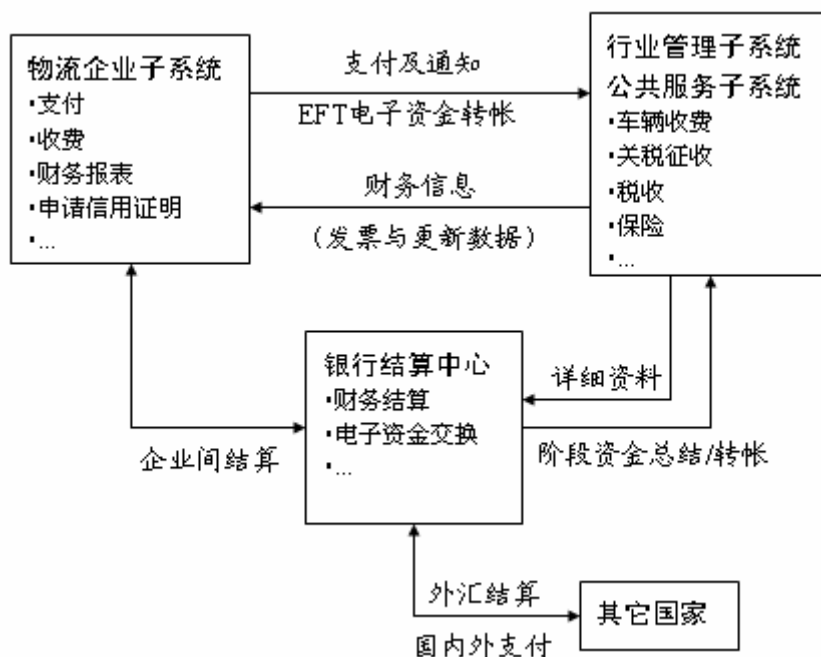 物流企业子系统
▪支付
▪收费
▪财务报表
▪申请信用证明
▪...
支付及通知
EFT电子资金转帐
财务信息
（发票与更新数据）
行业管理子系统
公共服务子系统
▪车辆收费
▪关税征收
▪税收
▪保险
▪...
银行结算中心
▪财务结算
▪电子资金交换
▪...
企业间结算
详细资料
阶段资金总结/转帐
外汇结算
国内外支付
其它国家